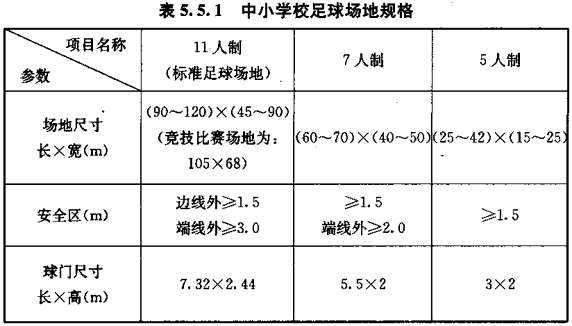 表 5.5.1 中小学校足球场地规格
项目名称
参数
11人制
(标准足球场地)
7人制
5人制
场地尺寸
长×宽(m)
(90～120)×(45～90)
(竞技比赛场地为:
105×68)
(60～70)×(40～50)
(25～42)×(15～25)
安全区(m)
边线外≥1.5
端线外≥3.0
≥1.5
端线外≥2.0
≥1.5
球门尺寸
长×高(m)
7.32×2.44
5.5×2
3×2